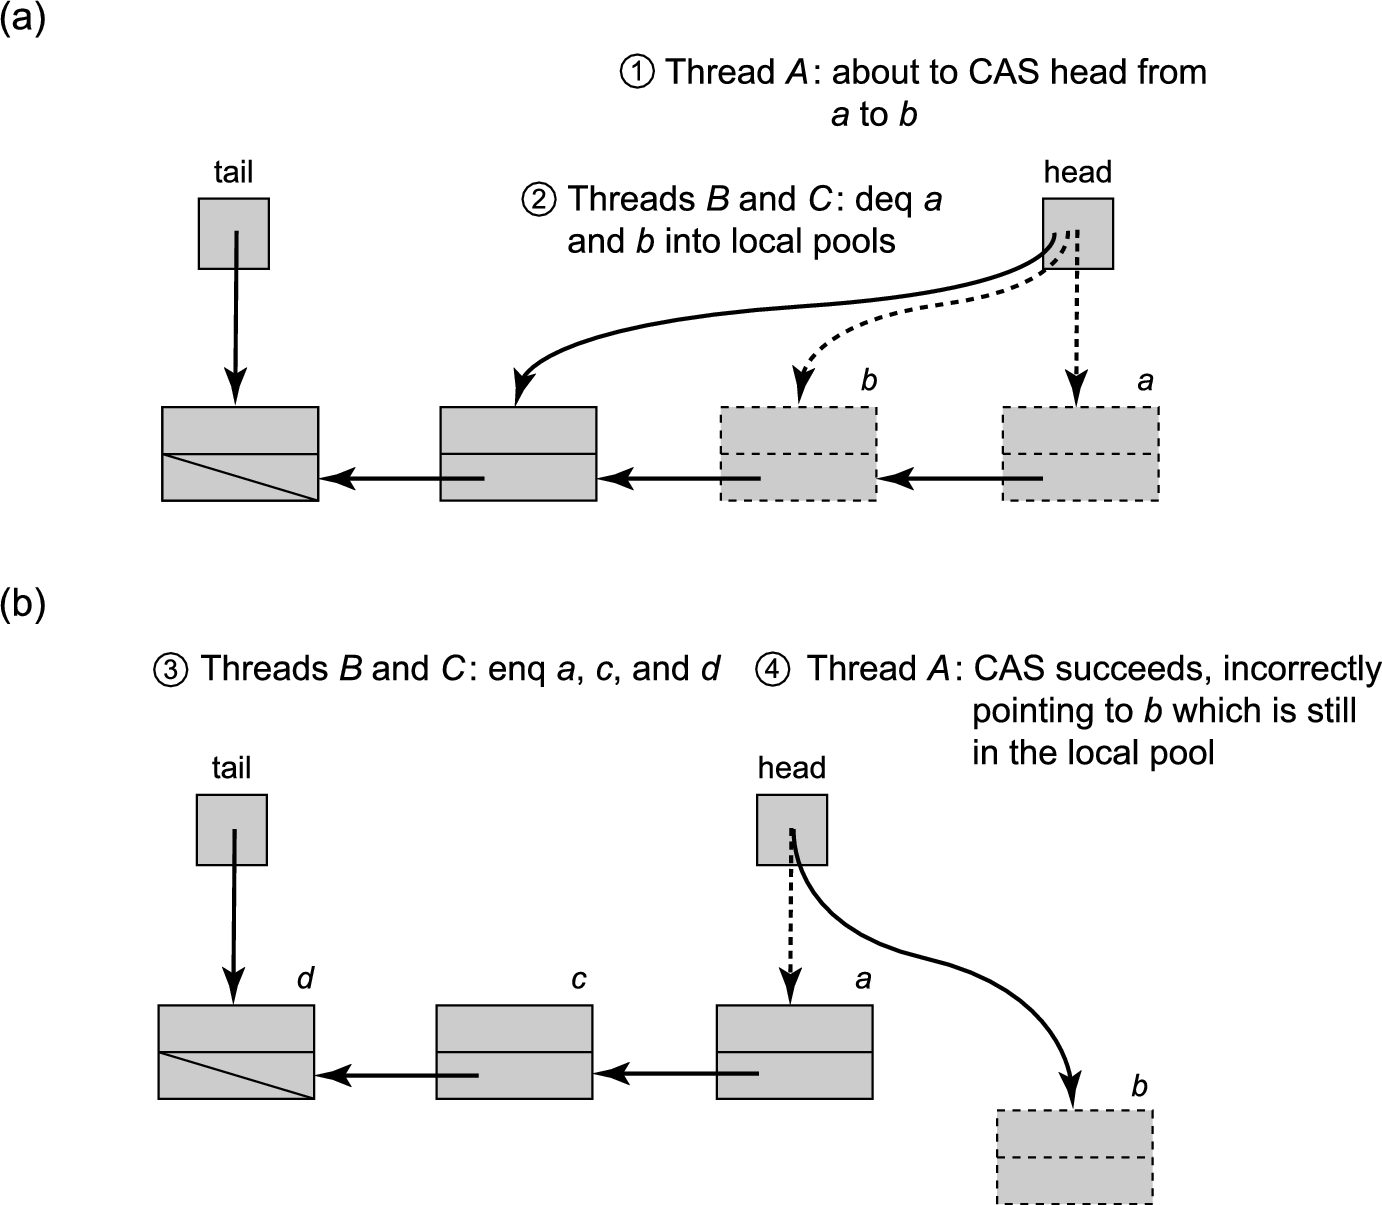 (a)
① Thread A: about to CAS head from
a to b
tail
head
② Threads B and C: deq a
and b into local pools
b
a
(b)
③ Threads B and C: enq a, c, and d
④ Thread A: CAS succeeds, incorrectly
pointing to b which is still
in the local pool
tail
head
d
c
a
b